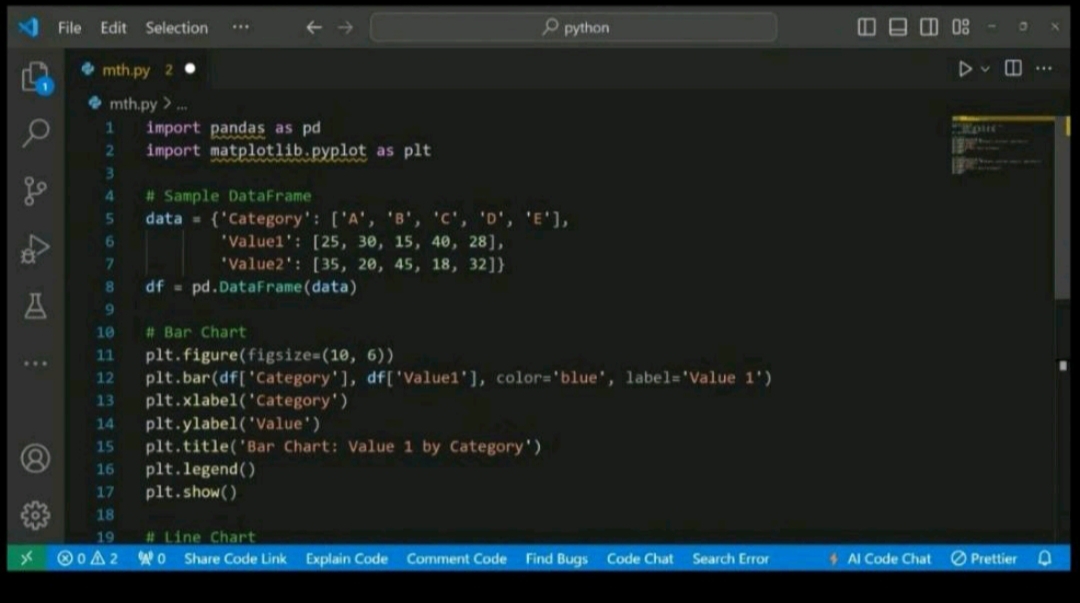 File Edit Selection ... python
mth.py 2
mth.py > ...
1 import pandas as pd
2 import matplotlib.pyplot as plt
3
4 # Sample DataFrame
5 data = {'Category': ['A', 'B', 'C', 'D', 'E'],
6 'Value1': [25, 30, 15, 40, 28],
7 'Value2': [35, 20, 45, 18, 32]}
8 df = pd.DataFrame(data)
9
10 # Bar Chart
11 plt.figure(figsize=(10, 6))
12 plt.bar(df['Category'], df['Value1'], color='blue', label='Value 1')
13 plt.xlabel('Category')
14 plt.ylabel('Value')
15 plt.title('Bar Chart: Value 1 by Category')
16 plt.legend()
17 plt.show()
18
19 # Line Chart
1
0 2 0 Share Code Link Explain Code Comment Code Find Bugs Code Chat Search Error AI Code Chat Prettier